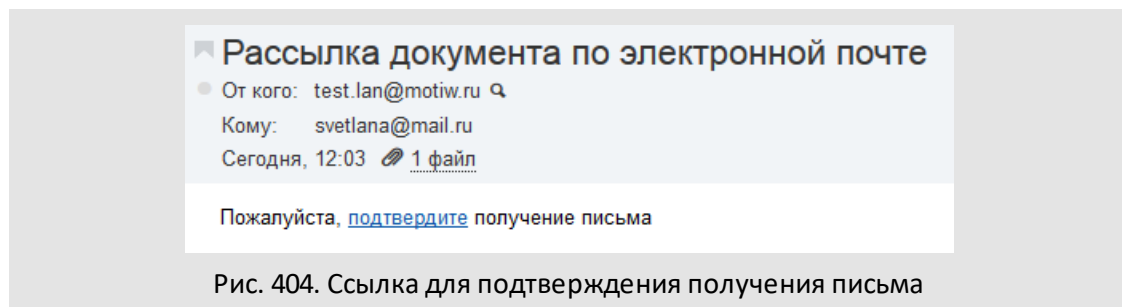 Рассылка документа по электронной почте
От кого: test.lan@motiw.ru
Кому: svetlana@mail.ru
Сегодня, 12:03 1 файл
Пожалуйста, подтвердите получение письма
Рис. 404. Ссылка для подтверждения получения письма